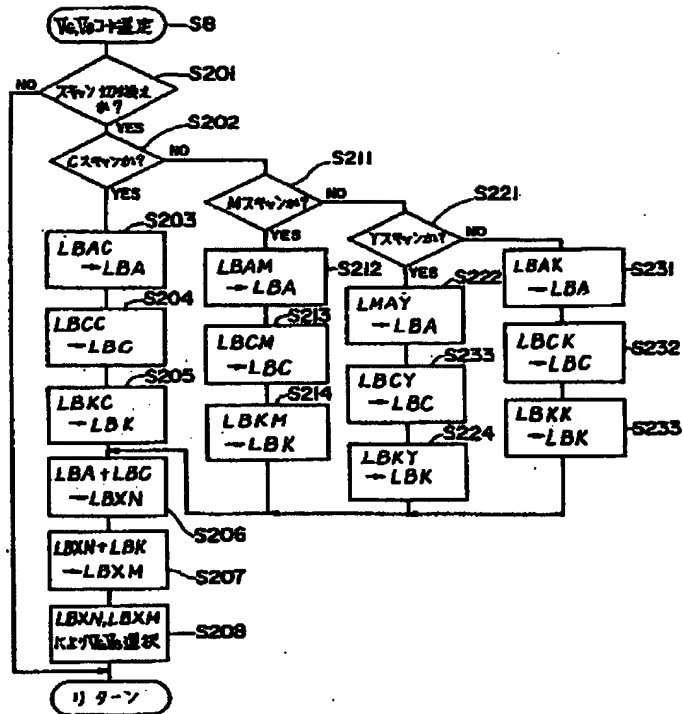 VG,VBコード選定
S8
スキャン切換え
か?
S201
NO
YES
Cスキャンか?
S202
NO
YES
Mスキャンか?
S211
NO
YES
Yスキャンか?
S221
NO
YES
LBAC
→LBA
S203
LBCC
→LBC
S204
LBKC
→LBK
S205
LBAM
→LBA
S212
LBCM
→LBC
S213
LBKM
→LBK
S214
LMAY
→LBA
S222
LBCY
→LBC
S233
LBKY
→LBK
S224
LBAK
→LBA
S231
LBCK
→LBC
S232
LBKK
→LBK
S233
LBA+LBC
→LBXN
S206
LBXN+LBK
→LBXM
S207
LBXN,LBXM
により 選択
S208
リターン